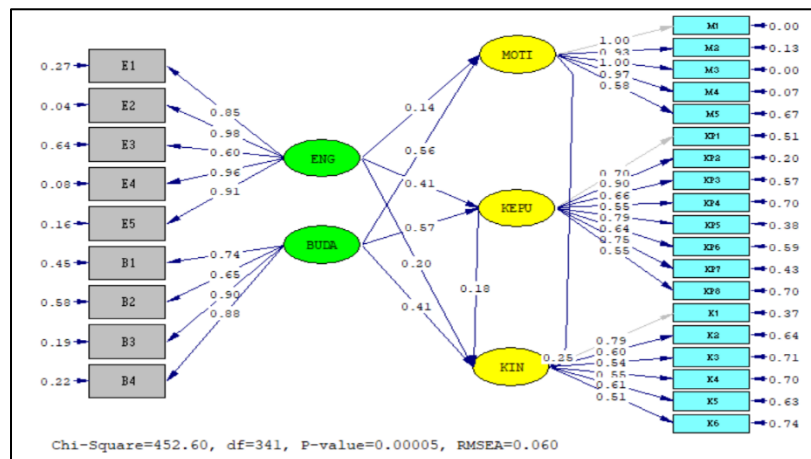 0.27 E1
0.04 E2
0.64 E3
0.08 E4
0.16 E5
0.45 B1
0.58 B2
0.19 B3
0.22 B4
0.85
0.98
0.60
0.96
0.91
0.74
0.65
0.90
0.88
ENG
BUDA
0.14
0.56
0.41
0.57
0.20
0.41
0.18
0.25
MOTI
KEPU
KIN
1.00
0.93
1.00
0.97
0.58
0.70
0.90
0.66
0.55
0.79
0.64
0.75
0.55
0.79
0.60
0.54
0.55
0.61
0.51
M1 0.00
M2 0.13
M3 0.00
M4 0.07
M5 0.67
KP1 0.51
KP2 0.20
KP3 0.57
KP4 0.70
KP5 0.38
KP6 0.59
KP7 0.43
KP8 0.70
K1 0.37
K2 0.64
K3 0.71
K4 0.70
K5 0.63
K6 0.74
Chi-Square=452.60, df=341, P-value=0.00005, RMSEA=0.060